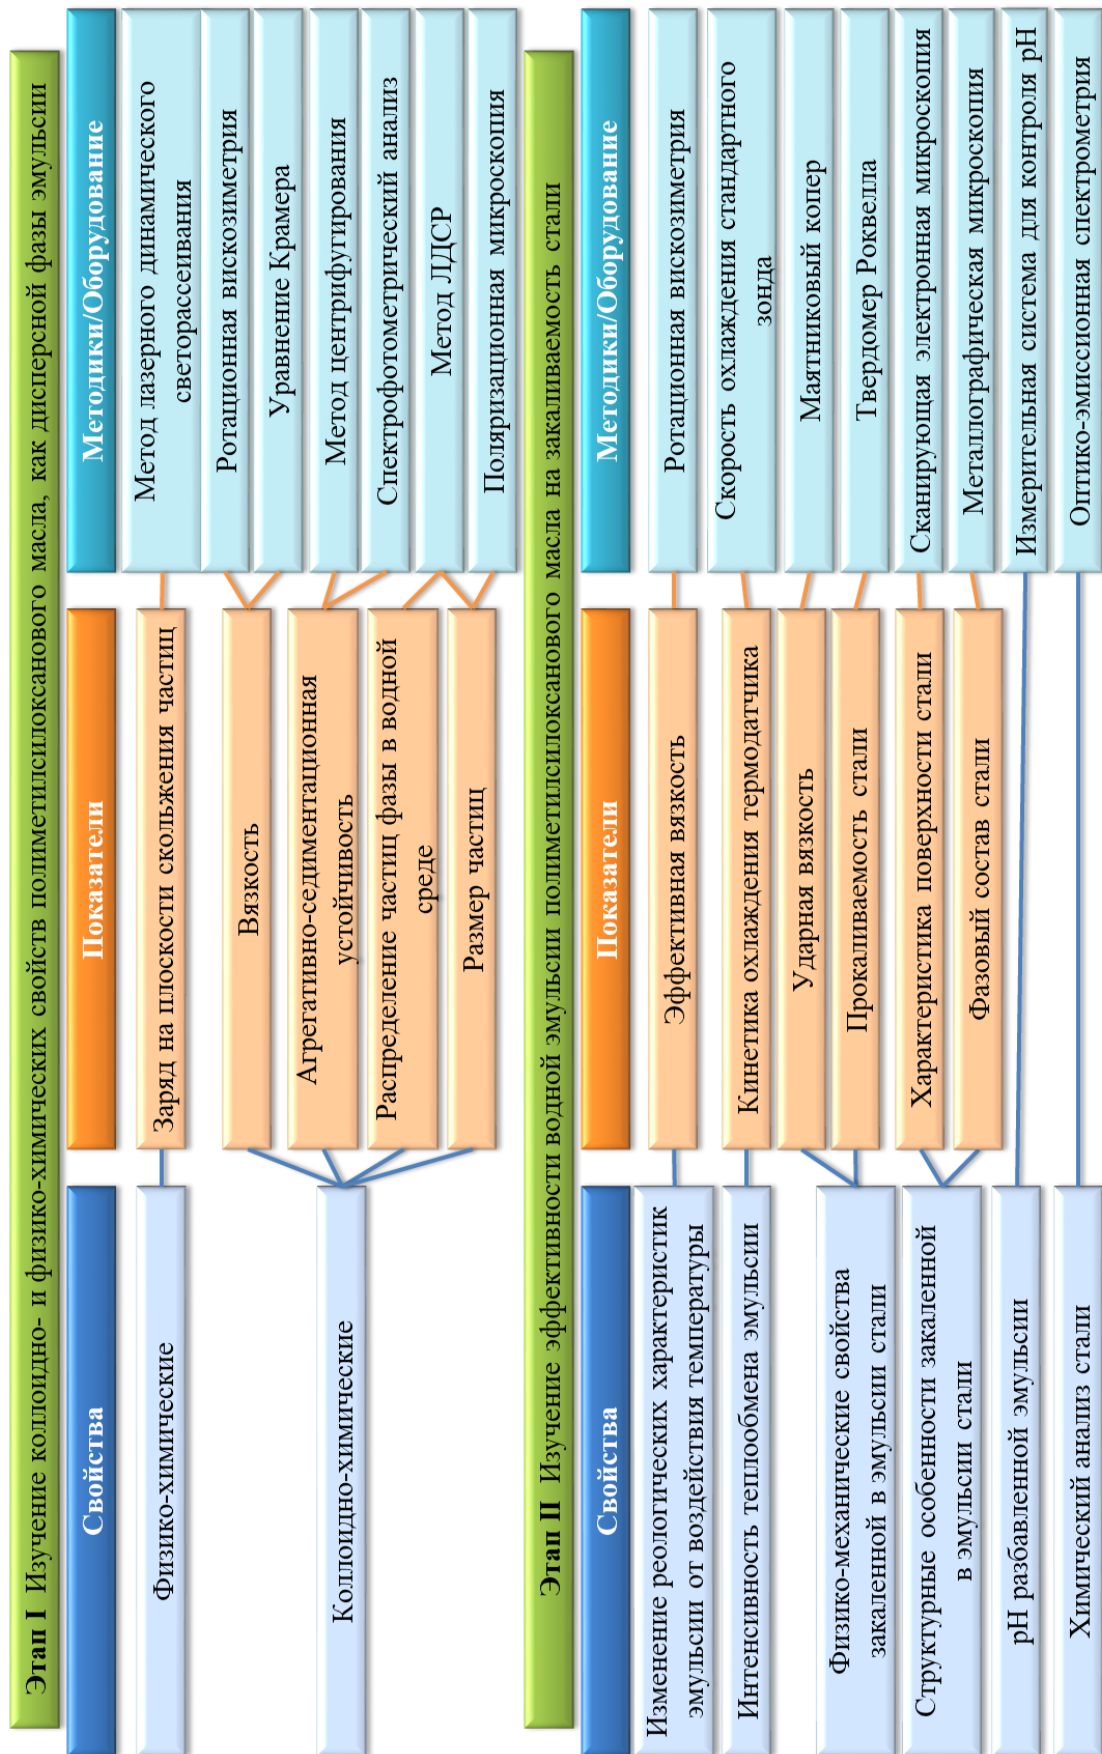 Этап I Изучение коллоидно- и физико-химических свойств полиметилсилоксанового масла, как дисперсной фазы эмульсии
Свойства
Показатели
Методики/Оборудование
Физико-химические
Заряд на плоскости скольжения частиц
Метод лазерного динамического
светорассеивания
Коллоидно-химические
Вязкость
Ротационная вискозиметрия
Уравнение Крамера
Агрегативно-седиментационная
устойчивость
Метод центрифугирования
Спектрофотометрический анализ
Распределение частиц фазы в водной
среде
Метод ЛДСР
Размер частиц
Поляризационная микроскопия
Этап II Изучение эффективности водной эмульсии полиметилсилоксанового масла на закаливаемость стали
Свойства
Показатели
Методики/Оборудование
Изменение реологических характеристик
эмульсии от воздействия температуры
Эффективная вязкость
Ротационная вискозиметрия
Интенсивность теплообмена эмульсии
Кинетика охлаждения термодатчика
Скорость охлаждения стандартного
зонда
Физико-механические свойства
закаленной в эмульсии стали
Ударная вязкость
Маятниковый копер
Прокаливаемость стали
Твердомер Роквелла
Структурные особенности закаленной
в эмульсии стали
Характеристика поверхности стали
Сканирующая электронная микроскопия
Фазовый состав стали
Металлографическая микроскопия
pH разбавленной эмульсии
Измерительная система для контроля pH
Химический анализ стали
Оптико-эмиссионная спектрометрия